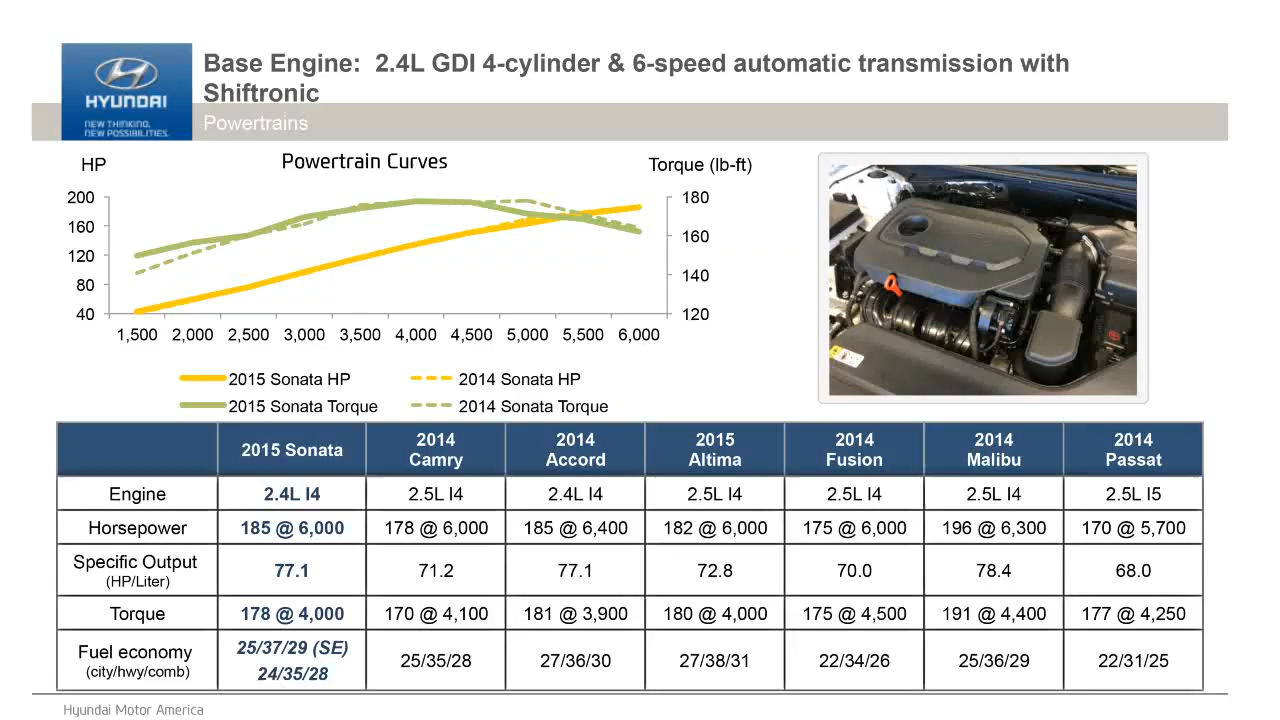 Base Engine:  2.4L GDI 4-cylinder & 6-speed automatic transmission with
Shiftronic
HYUNDAI
NEW THINKING.
NEW POSSIBILITIES.
Powertrains
HP
Powertrain Curves
Torque (lb-ft)
200
160
120
80
40
180
160
140
120
1,500 2,000 2,500 3,000 3,500 4,000 4,500 5,000 5,500 6,000
2015 Sonata HP
2014 Sonata HP
2015 Sonata Torque
2014 Sonata Torque
2015 Sonata
2014 Camry
2014 Accord
2015 Altima
2014 Fusion
2014 Malibu
2014 Passat
Engine 2.4L I4 2.5L I4 2.4L I4 2.5L I4 2.5L I4 2.5L I4 2.5L I5
Horsepower 185 @ 6,000 178 @ 6,000 185 @ 6,400 182 @ 6,000 175 @ 6,000 196 @ 6,300 170 @ 5,700
Specific Output (HP/Liter) 77.1 71.2 77.1 72.8 70.0 78.4 68.0
Torque 178 @ 4,000 170 @ 4,100 181 @ 3,900 180 @ 4,000 175 @ 4,500 191 @ 4,400 177 @ 4,250
Fuel economy (city/hwy/comb) 25/37/29 (SE) 24/35/28 25/35/28 27/36/30 27/38/31 22/34/26 25/36/29 22/31/25
Hyundai Motor America